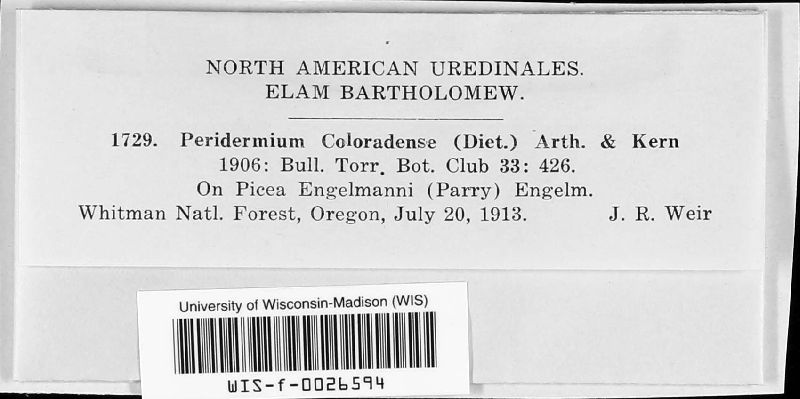 NORTH AMERICAN UREDINALES.
ELAM BARTHOLOMEW.
1729. Peridermium Coloradense (Diet.) Arth. & Kern
1906: Bull. Torr. Bot. Club 33: 426.
On Picea Engelmanni (Parry) Engelm.
Whitman Natl. Forest, Oregon, July 20, 1913. J. R. Weir
University of Wisconsin-Madison (WIS)
WIS-f-0026594